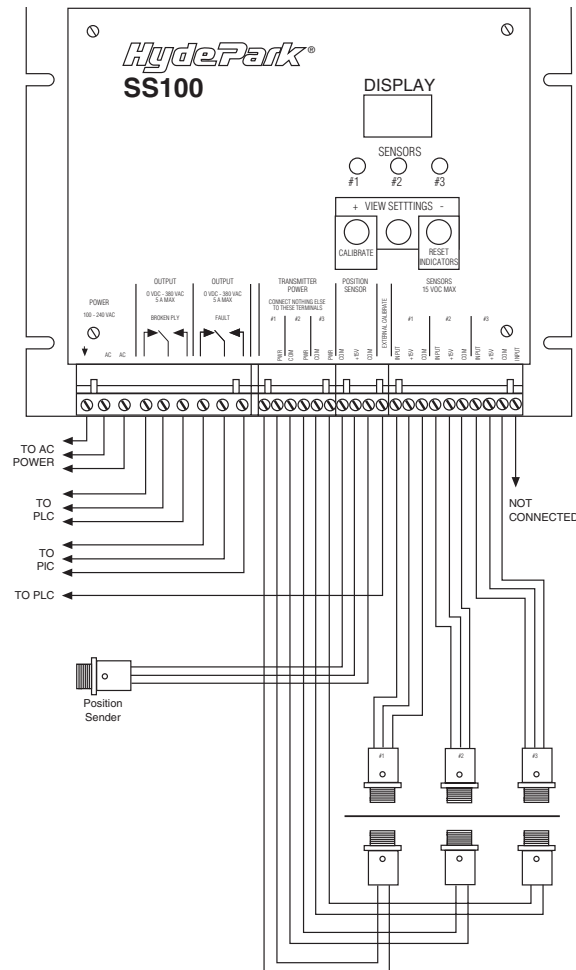 HydePark®
SS100
DISPLAY
SENSORS
#1 #2 #3
+ VIEW SETTTINGS -
CALIBRATE
RESET
INDICATORS
POWER
100 - 240 VAC
AC AC
OUTPUT
0 VDC - 380 VAC
5 A MAX
BROKEN PLY
OUTPUT
0 VDC - 380 VAC
5 A MAX
FAULT
TRANSMITTER
POWER
CONNECT NOTHING ELSE
TO THESE TERMINALS
#1 #2 #3
PWR
COM
PWR
COM
PWR
POSITION
SENSOR
COM
+15V
COM
EXTERNAL CALIBRATE
SENSORS
15 VDC MAX
#1 #2 #3
INPUT
+15V
COM
INPUT
+15V
COM
INPUT
+15V
COM
INPUT
TO AC
POWER
TO
PLC
TO
PIC
TO PLC
NOT
CONNECTED
Position
Sender
#1
#2
#3